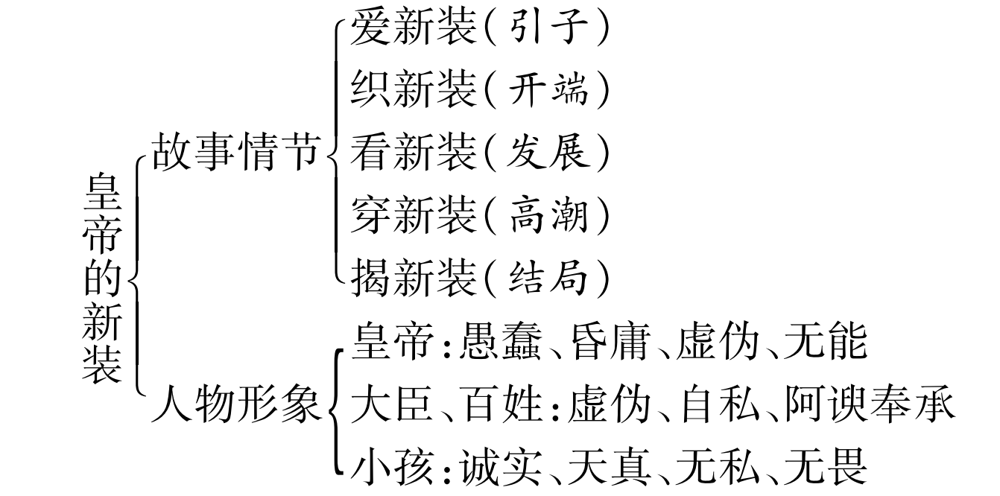 皇帝的新装
故事情节
爱新装(引子)
织新装(开端)
看新装(发展)
穿新装(高潮)
揭新装(结局)
人物形象
皇帝:愚蠢、昏庸、虚伪、无能
大臣、百姓:虚伪、自私、阿谀奉承
小孩:诚实、天真、无私、无畏